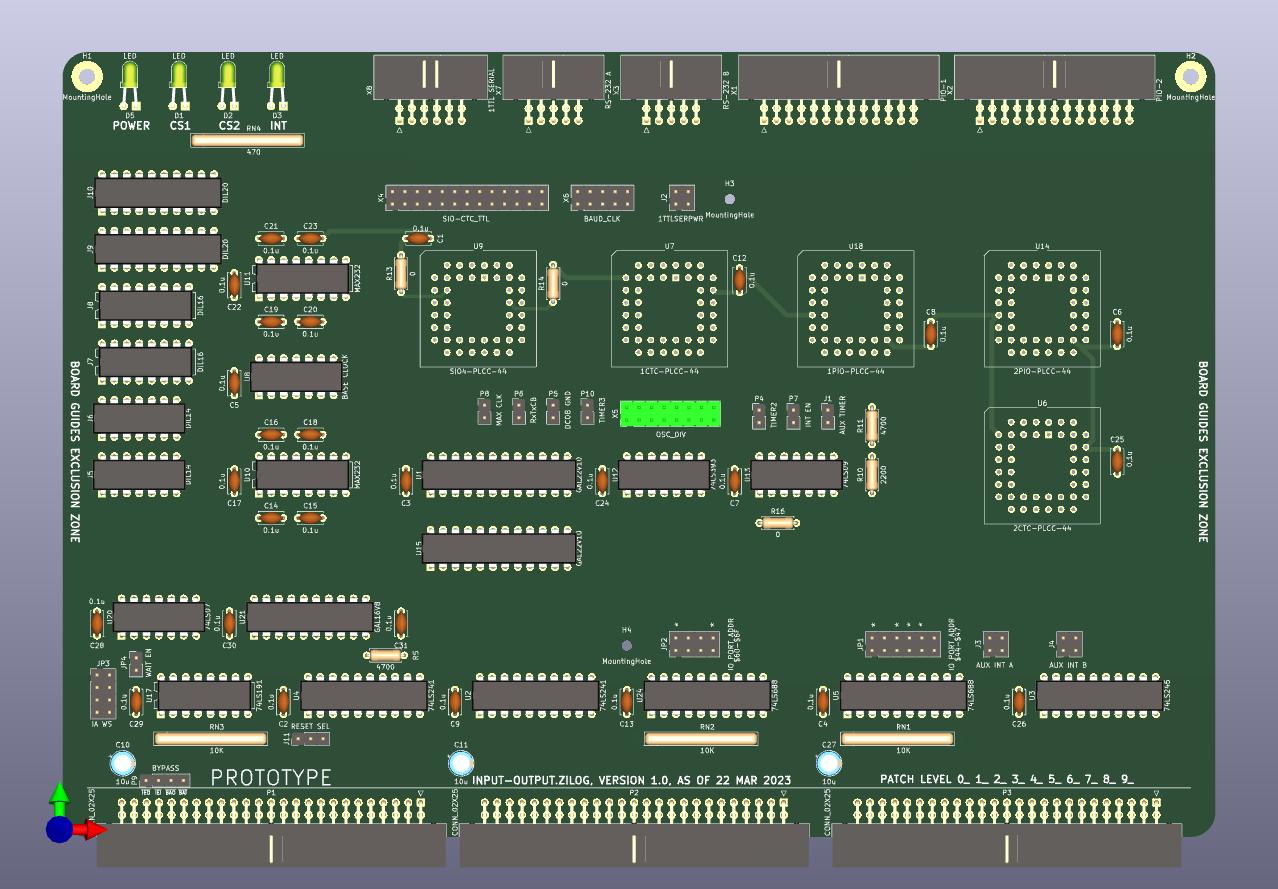 H1
LED
LED
LED
LED
H2
MountingHole
MountingHole
D5
D1
D2
D3
POWER
CS1
CS2
INT
RN4
470
X8
1TTL SERIAL
X7
RS-232 A
X3
RS-232 B
X1
PIO-1
X2
PIO-2
J10
DIL20
J9
DIL20
J8
DIL16
J7
DIL16
J6
DIL14
J5
DIL14
X4
SIO-CTC_TTL
X6
BAUD_CLK
J2
1TTLSERPWR
H3
MountingHole
C21
0.1u
C23
0.1u
0.1u
C1
C22
0.1u
U11
MAX232
C19
0.1u
C20
0.1u
R13
0
U9
SIO4-PLCC-44
R14
0
U7
1CTC-PLCC-44
C12
0.1u
U18
1PIO-PLCC-44
C8
0.1u
U14
2PIO-PLCC-44
C6
0.1u
C5
0.1u
U8
BASE CLOCK
BOARD GUIDES EXCLUSION ZONE
BOARD GUIDES EXCLUSION ZONE
P8
MAX CLK
P6
RxTxCB
P5
DCOB GND
P10
TIMER3
X5
OSC_DIV
P4
TIMER2
P7
INT EN
J1
AUX TIMER
R11
4700
R10
2200
U6
2CTC-PLCC-44
C25
0.1u
C16
0.1u
C18
0.1u
C17
0.1u
U10
MAX232
C14
0.1u
C15
0.1u
C3
0.1u
U1
GAL22V10
C24
0.1u
U12
74LS393
C7
0.1u
U13
74LS09
R16
0
U15
GAL22V10
0.1u
C28
U20
74LS07
C30
0.1u
U21
GAL16V8
C31
0.1u
R5
4700
H4
MountingHole
JP2
* *
IO PORT ADDR
$60-$6F
JP1
* * * *
IO PORT ADDR
$44-$47
J3
AUX INT A
J4
AUX INT B
JP3
IA WS
JP4
WAIT EN
C29
0.1u
U17
74LS191
C2
0.1u
U4
74LS241
C9
0.1u
U2
74LS241
C13
0.1u
U24
74LS688
C4
0.1u
U5
74LS688
C26
0.1u
U3
74LS245
RN3
10K
J11
RESET SEL
RN2
10K
RN1
10K
C10
10u
C11
10u
C27
10u
P9
BYPASS
IEO IEI BAO BAI
PROTOTYPE
INPUT-OUTPUT.ZILOG, VERSION 1.0, AS OF 22 MAR 2023
PATCH LEVEL 0_ 1_ 2_ 3_ 4_ 5_ 6_ 7_ 8_ 9_
P1
P2
P3
CONN_02X25
CONN_02X25